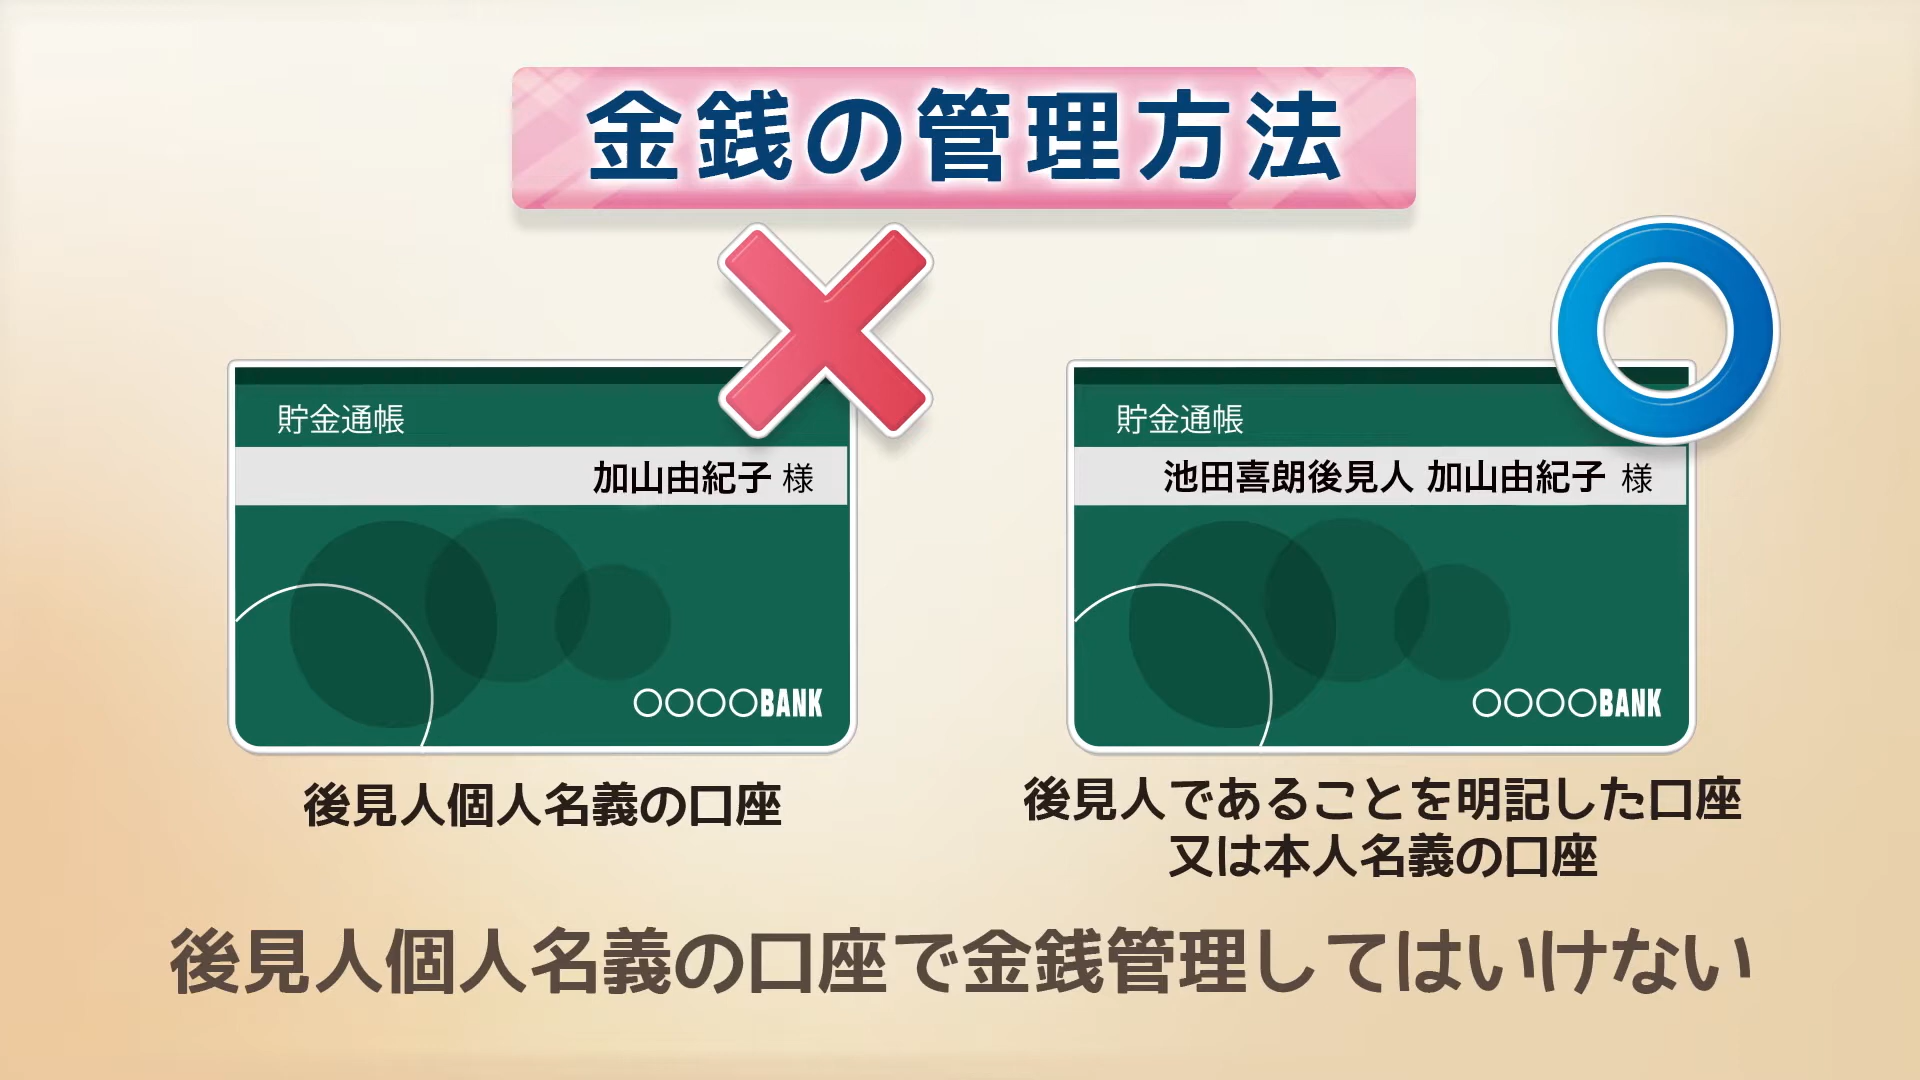 金銭の管理方法
貯金通帳
加山由紀子 様
〇〇〇〇BANK
後見人個人名義の口座
貯金通帳
池田喜朗後見人 加山由紀子 様
〇〇〇〇BANK
後見人であることを明記した口座
又は本人名義の口座
後見人個人名義の口座で金銭管理してはいけない